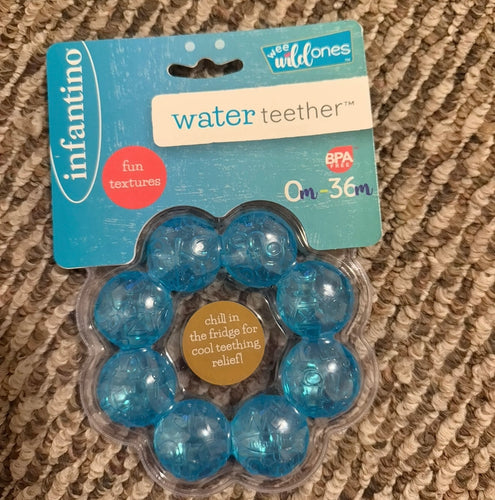 infantino
wee
wild ones™
water teether™
fun
textures
BPA
FREE
0m-36m
chill in
the fridge for
cool teething
relief!